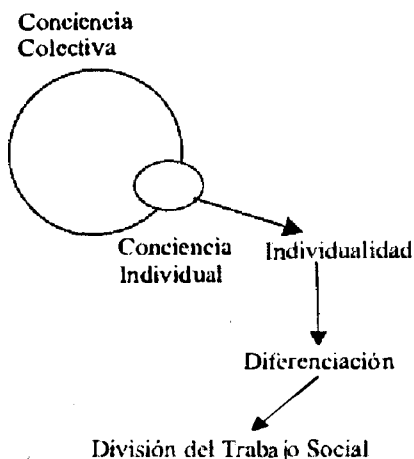 Conciencia
Colectiva
Conciencia
Individual
Individualidad
Diferenciación
División del Trabajo Social